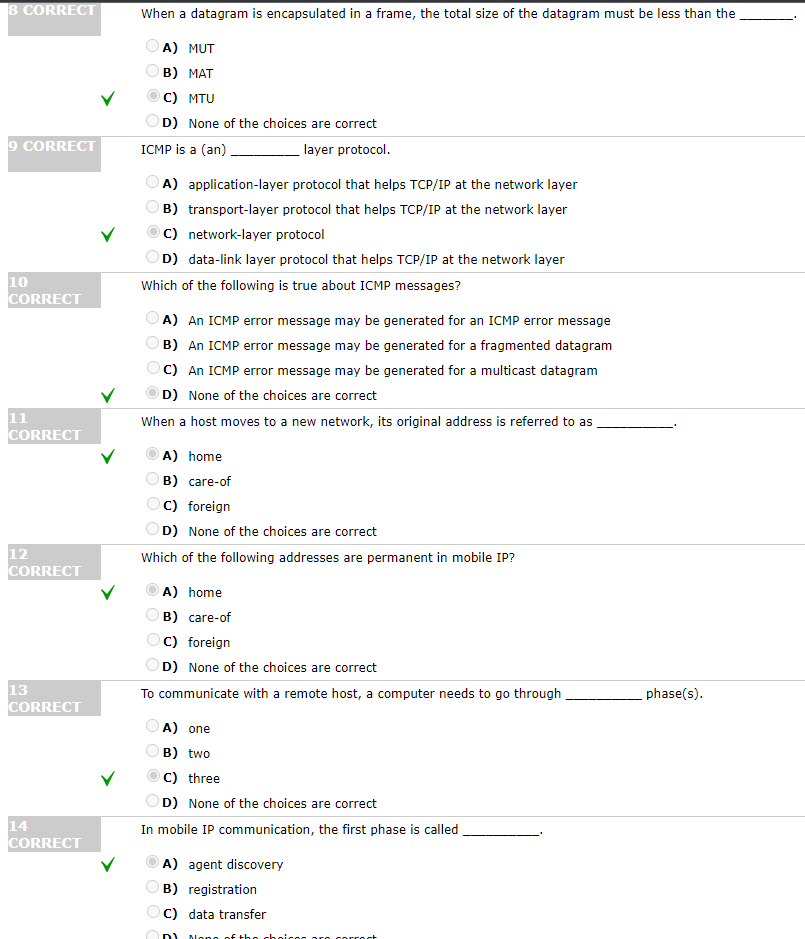 8 CORRECT
When a datagram is encapsulated in a frame, the total size of the datagram must be less than the _______.
A) MUT
B) MAT
C) MTU
D) None of the choices are correct
9 CORRECT
ICMP is a (an) _________ layer protocol.
A) application-layer protocol that helps TCP/IP at the network layer
B) transport-layer protocol that helps TCP/IP at the network layer
C) network-layer protocol
D) data-link layer protocol that helps TCP/IP at the network layer
10
CORRECT
Which of the following is true about ICMP messages?
A) An ICMP error message may be generated for an ICMP error message
B) An ICMP error message may be generated for a fragmented datagram
C) An ICMP error message may be generated for a multicast datagram
D) None of the choices are correct
11
CORRECT
When a host moves to a new network, its original address is referred to as __________.
A) home
B) care-of
C) foreign
D) None of the choices are correct
12
CORRECT
Which of the following addresses are permanent in mobile IP?
A) home
B) care-of
C) foreign
D) None of the choices are correct
13
CORRECT
To communicate with a remote host, a computer needs to go through __________ phase(s).
A) one
B) two
C) three
D) None of the choices are correct
14
CORRECT
In mobile IP communication, the first phase is called __________.
A) agent discovery
B) registration
C) data transfer
D) None of the choices are correct